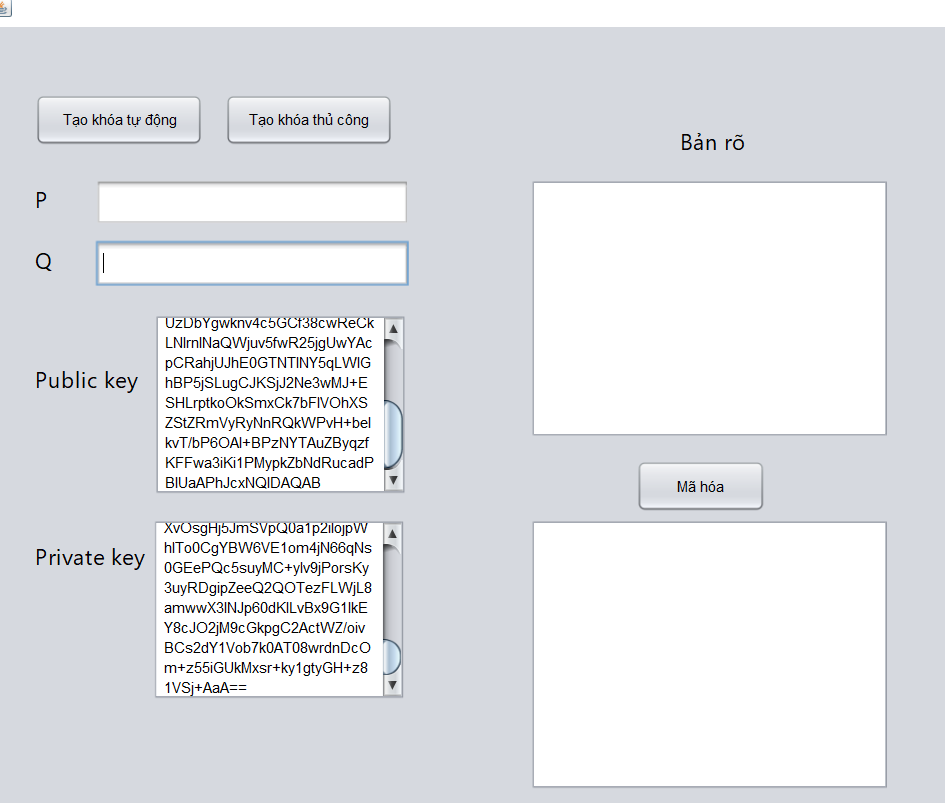 Tạo khóa tự động
Tạo khóa thủ công
Bản rõ
P
Q
Public key
UzDbYgwknv4c5GCf38cwReCk
LNlrnlNaQWjuv5fwR25jgUwYAc
pCRahjUJhE0GTNTlNY5qLWlG
hBP5jSLugCJKSjJ2Ne3wMJ+E
SHLrptkoOkSmxCk7bFlVOhXS
ZStZRmVyRyNnRQkWPvH+bel
kvT/bP6OAl+BPzNYTAuZByqzf
KFFwa3iKi1PMypkZbNdRucadP
BlUaAPhJcxNQIDAQAB
Mã hóa
Private key
XvOsgHj5JmSVpQ0a1p2ilojpW
hlTo0CgYBW6VE1om4jN66qNs
0GEePQc5suyMC+ylv9jPorsKy
3uyRDgipZeeQ2QOTezFLWjL8
amwwX3lNJp60dKlLvBx9G1lkE
Y8cJO2jM9cGkpgC2ActWZ/oiv
BCs2dY1Vob7k0AT08wrdnDcO
m+z55iGUkMxsr+ky1gtyGH+z8
1VSj+AaA==